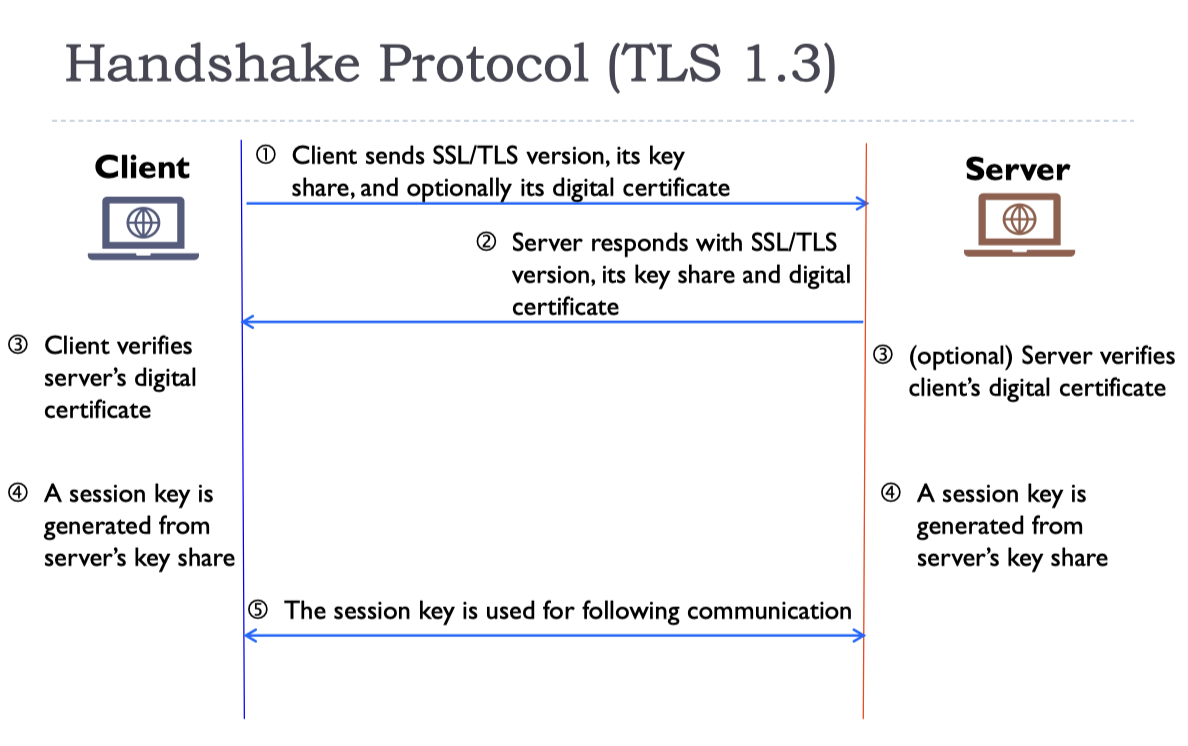 Handshake Protocol (TLS 1.3)
Client
① Client sends SSL/TLS version, its key
share, and optionally its digital certificate
Server
② Server responds with SSL/TLS
version, its key share and digital
certificate
③ Client verifies
server’s digital
certificate
③ (optional) Server verifies
client’s digital certificate
④ A session key is
generated from
server’s key share
④ A session key is
generated from
server’s key share
⑤ The session key is used for following communication